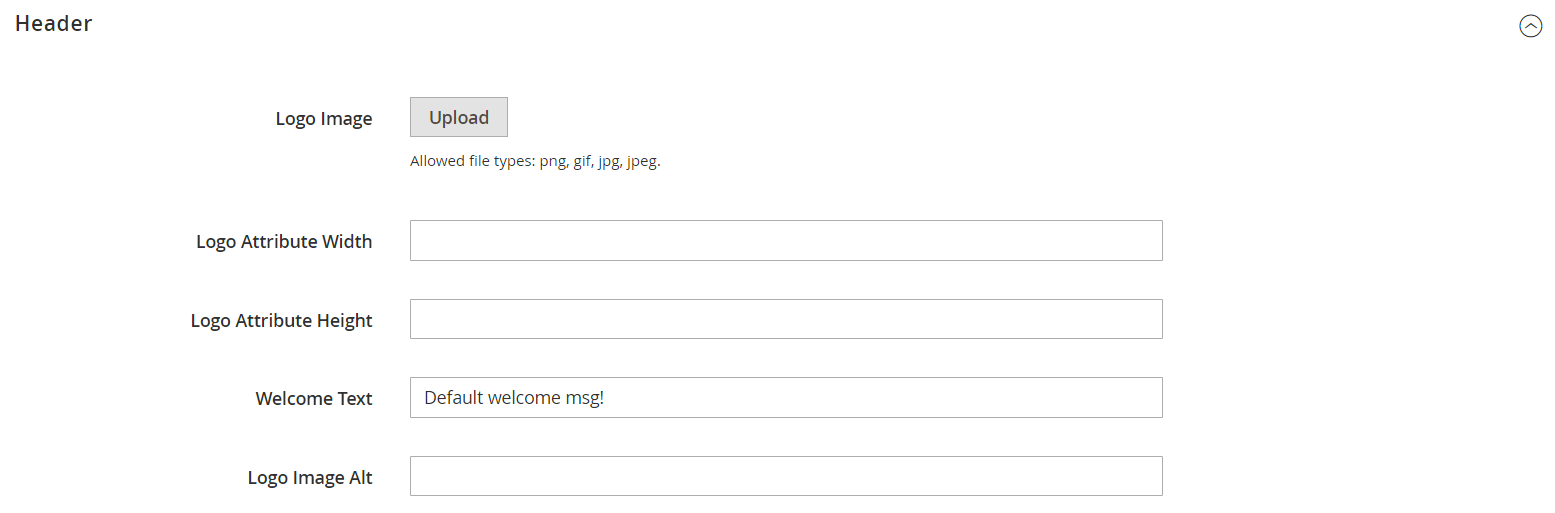 Header
Logo Image
Upload
Allowed file types: png, gif, jpg, jpeg.
Logo Attribute Width
Logo Attribute Height
Welcome Text
Default welcome msg!
Logo Image Alt